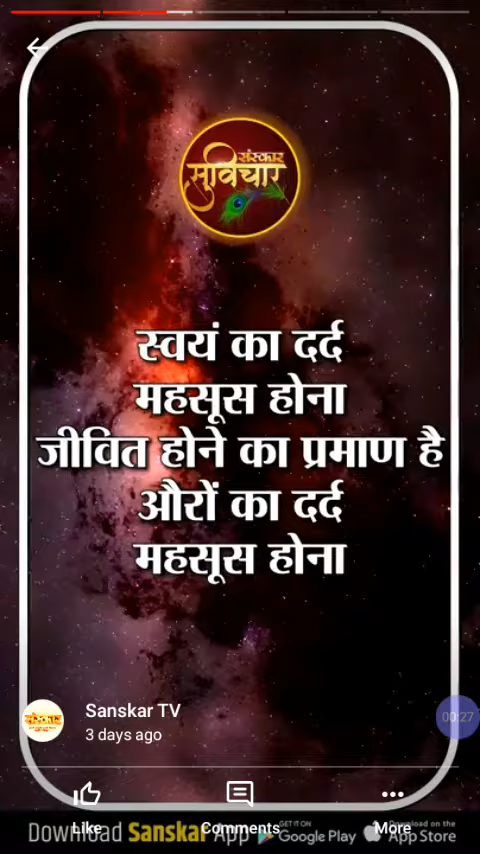 संस्कार
सुविचार
स्वयं का दर्द
महसूस होना
जीवित होने का प्रमाण है
औरों का दर्द
महसूस होना
संस्कार
Sanskar TV
3 days ago
00:27
Like
Comments
More
Download Sanskar App
GET IT ON
Google Play
Download on the
App Store